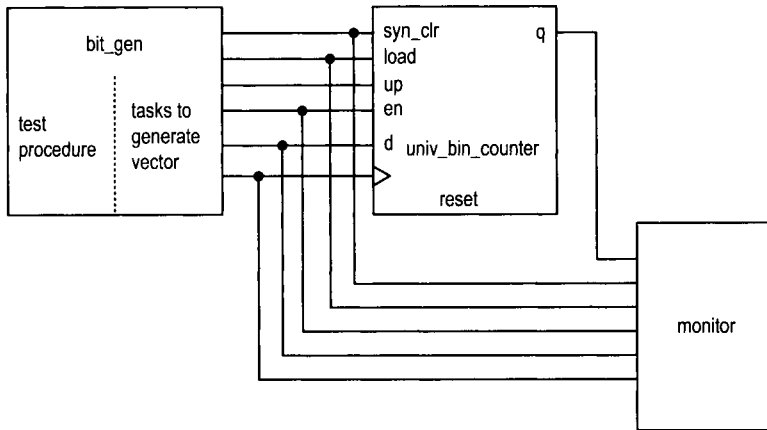 bit_gen
test
procedure
tasks to
generate
vector
syn_clr
load
up
en
d
q
univ_bin_counter
reset
monitor